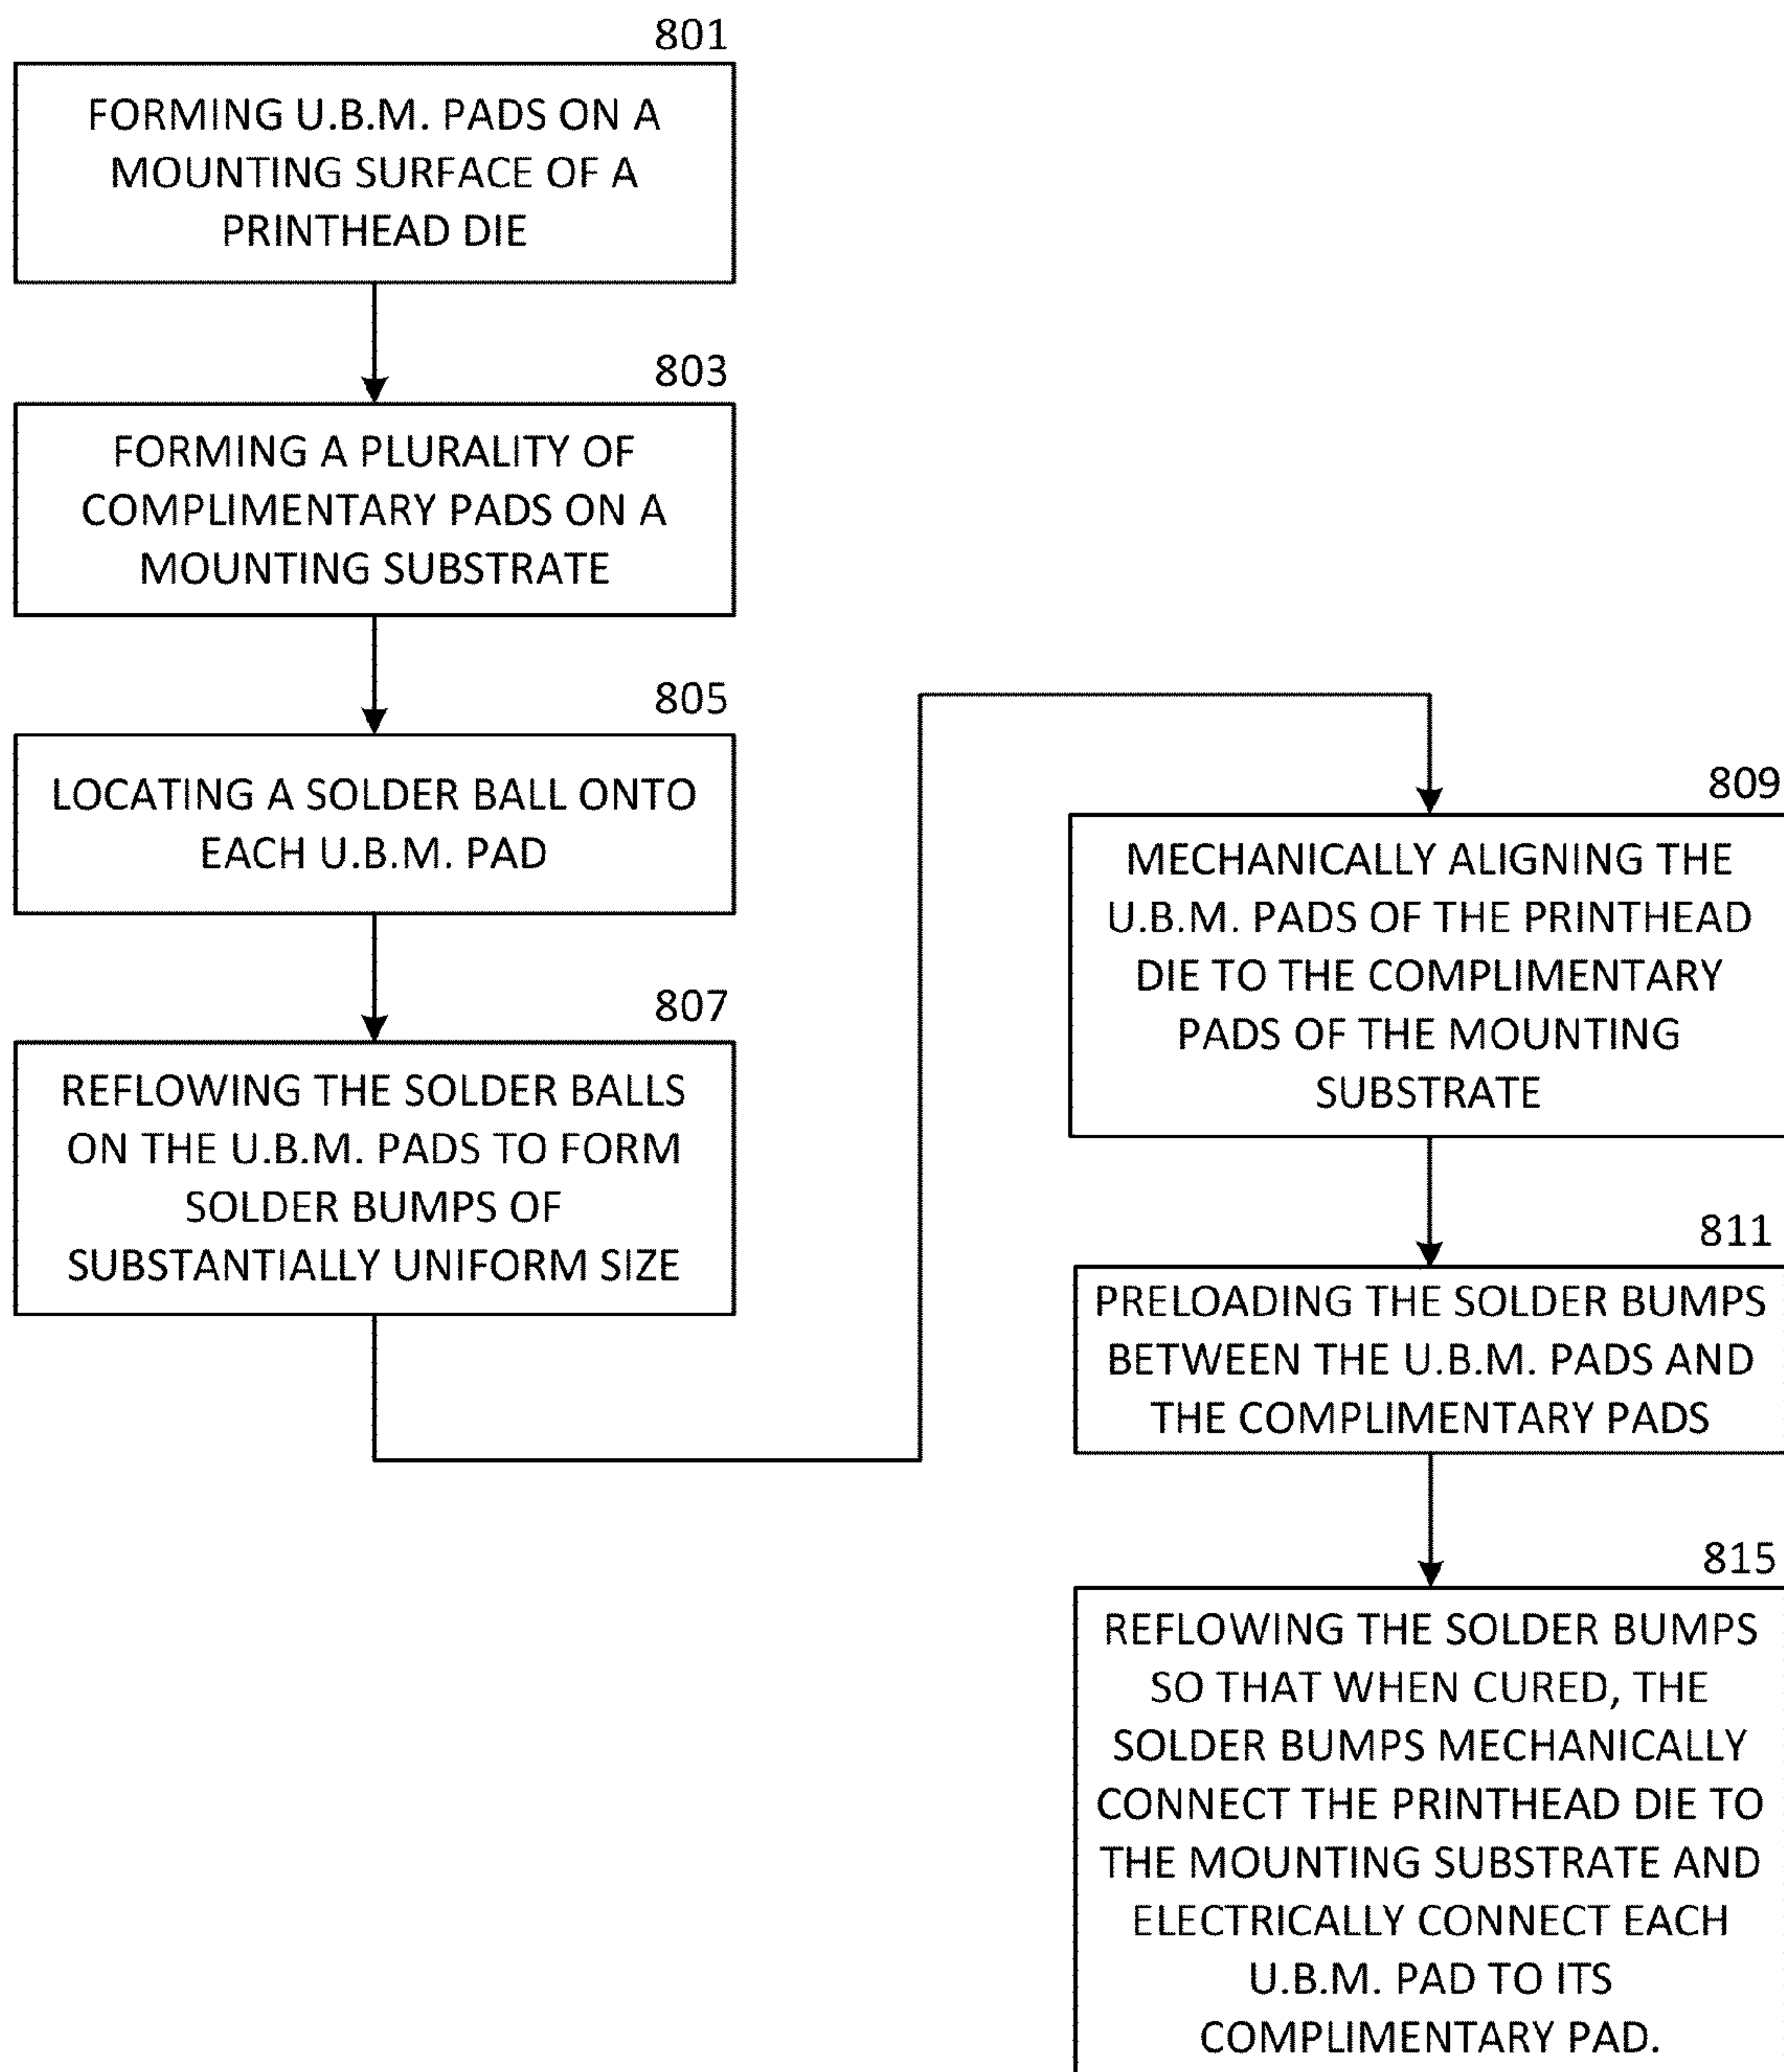 801
FORMING U.B.M. PADS ON A
MOUNTING SURFACE OF A
PRINTHEAD DIE
803
FORMING A PLURALITY OF
COMPLIMENTARY PADS ON A
MOUNTING SUBSTRATE
805
LOCATING A SOLDER BALL ONTO
EACH U.B.M. PAD
807
REFLOWING THE SOLDER BALLS
ON THE U.B.M. PADS TO FORM
SOLDER BUMPS OF
SUBSTANTIALLY UNIFORM SIZE
809
MECHANICALLY ALIGNING THE
U.B.M. PADS OF THE PRINTHEAD
DIE TO THE COMPLIMENTARY
PADS OF THE MOUNTING
SUBSTRATE
811
PRELOADING THE SOLDER BUMPS
BETWEEN THE U.B.M. PADS AND
THE COMPLIMENTARY PADS
815
REFLOWING THE SOLDER BUMPS
SO THAT WHEN CURED, THE
SOLDER BUMPS MECHANICALLY
CONNECT THE PRINTHEAD DIE TO
THE MOUNTING SUBSTRATE AND
ELECTRICALLY CONNECT EACH
U.B.M. PAD TO ITS
COMPLIMENTARY PAD.